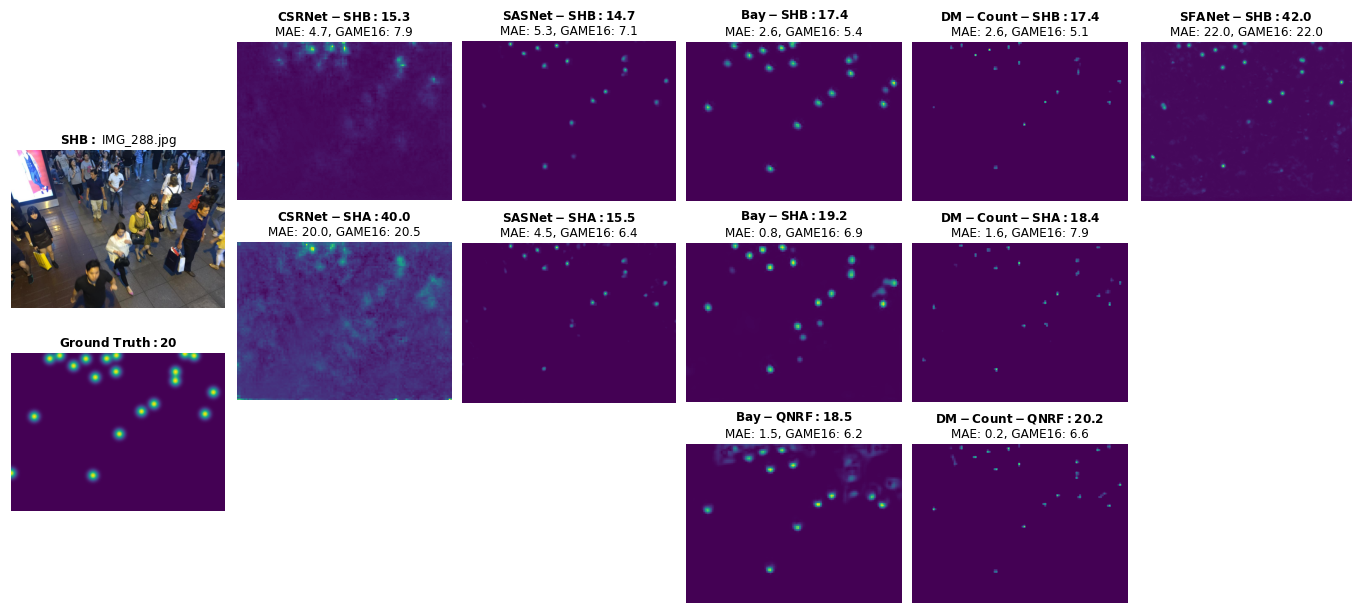 CSRNet − SHB: 15.3
MAE: 4.7, GAME16: 7.9
SASNet − SHB: 14.7
MAE: 5.3, GAME16: 7.1
Bay − SHB: 17.4
MAE: 2.6, GAME16: 5.4
DM − Count − SHB: 17.4
MAE: 2.6, GAME16: 5.1
SFANet − SHB: 42.0
MAE: 22.0, GAME16: 22.0
SHB: IMG_288.jpg
CSRNet − SHA: 40.0
MAE: 20.0, GAME16: 20.5
SASNet − SHA: 15.5
MAE: 4.5, GAME16: 6.4
Bay − SHA: 19.2
MAE: 0.8, GAME16: 6.9
DM − Count − SHA: 18.4
MAE: 1.6, GAME16: 7.9
Ground Truth: 20
Bay − QNRF: 18.5
MAE: 1.5, GAME16: 6.2
DM − Count − QNRF: 20.2
MAE: 0.2, GAME16: 6.6